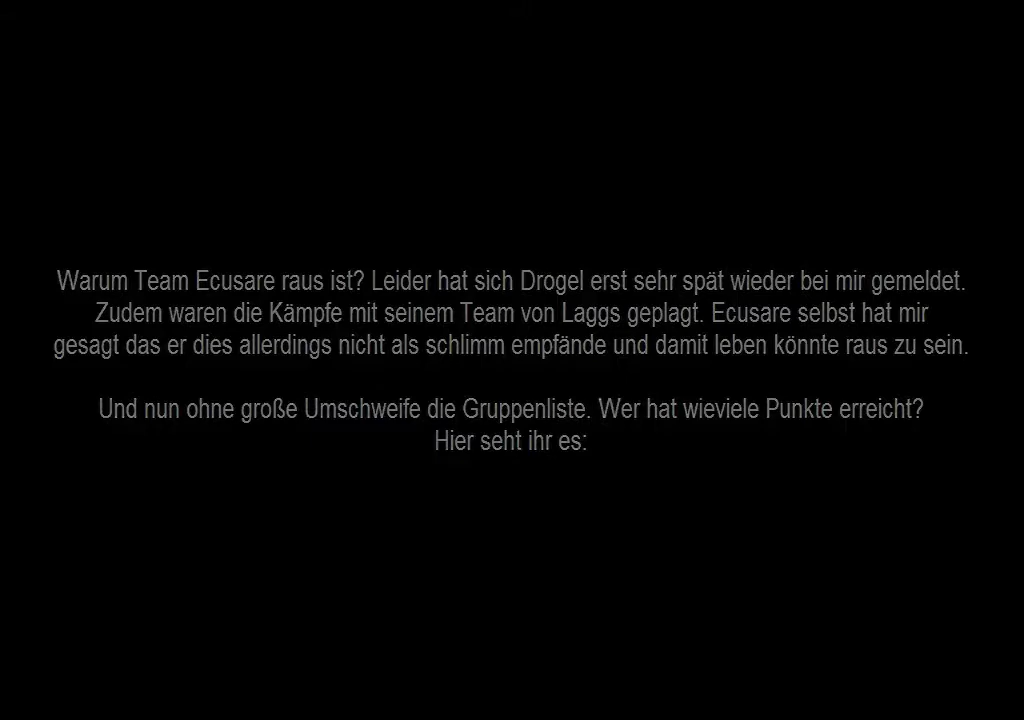 Warum Team Ecusare raus ist? Leider hat sich Drogel erst sehr spät wieder bei mir gemeldet.
Zudem waren die Kämpfe mit seinem Team von Laggs geplagt. Ecusare selbst hat mir
gesagt das er dies allerdings nicht als schlimm empfände und damit leben könnte raus zu sein.
Und nun ohne große Umschweife die Gruppenliste. Wer hat wieviele Punkte erreicht?
Hier seht ihr es: